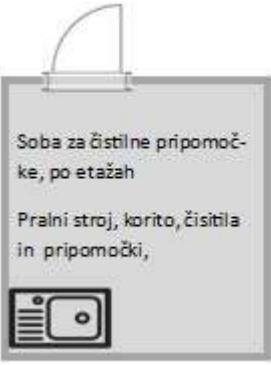 Soba za čistilne pripomoč-
ke, po etažah
Pralni stroj, korito, čisitila
in pripomočki,